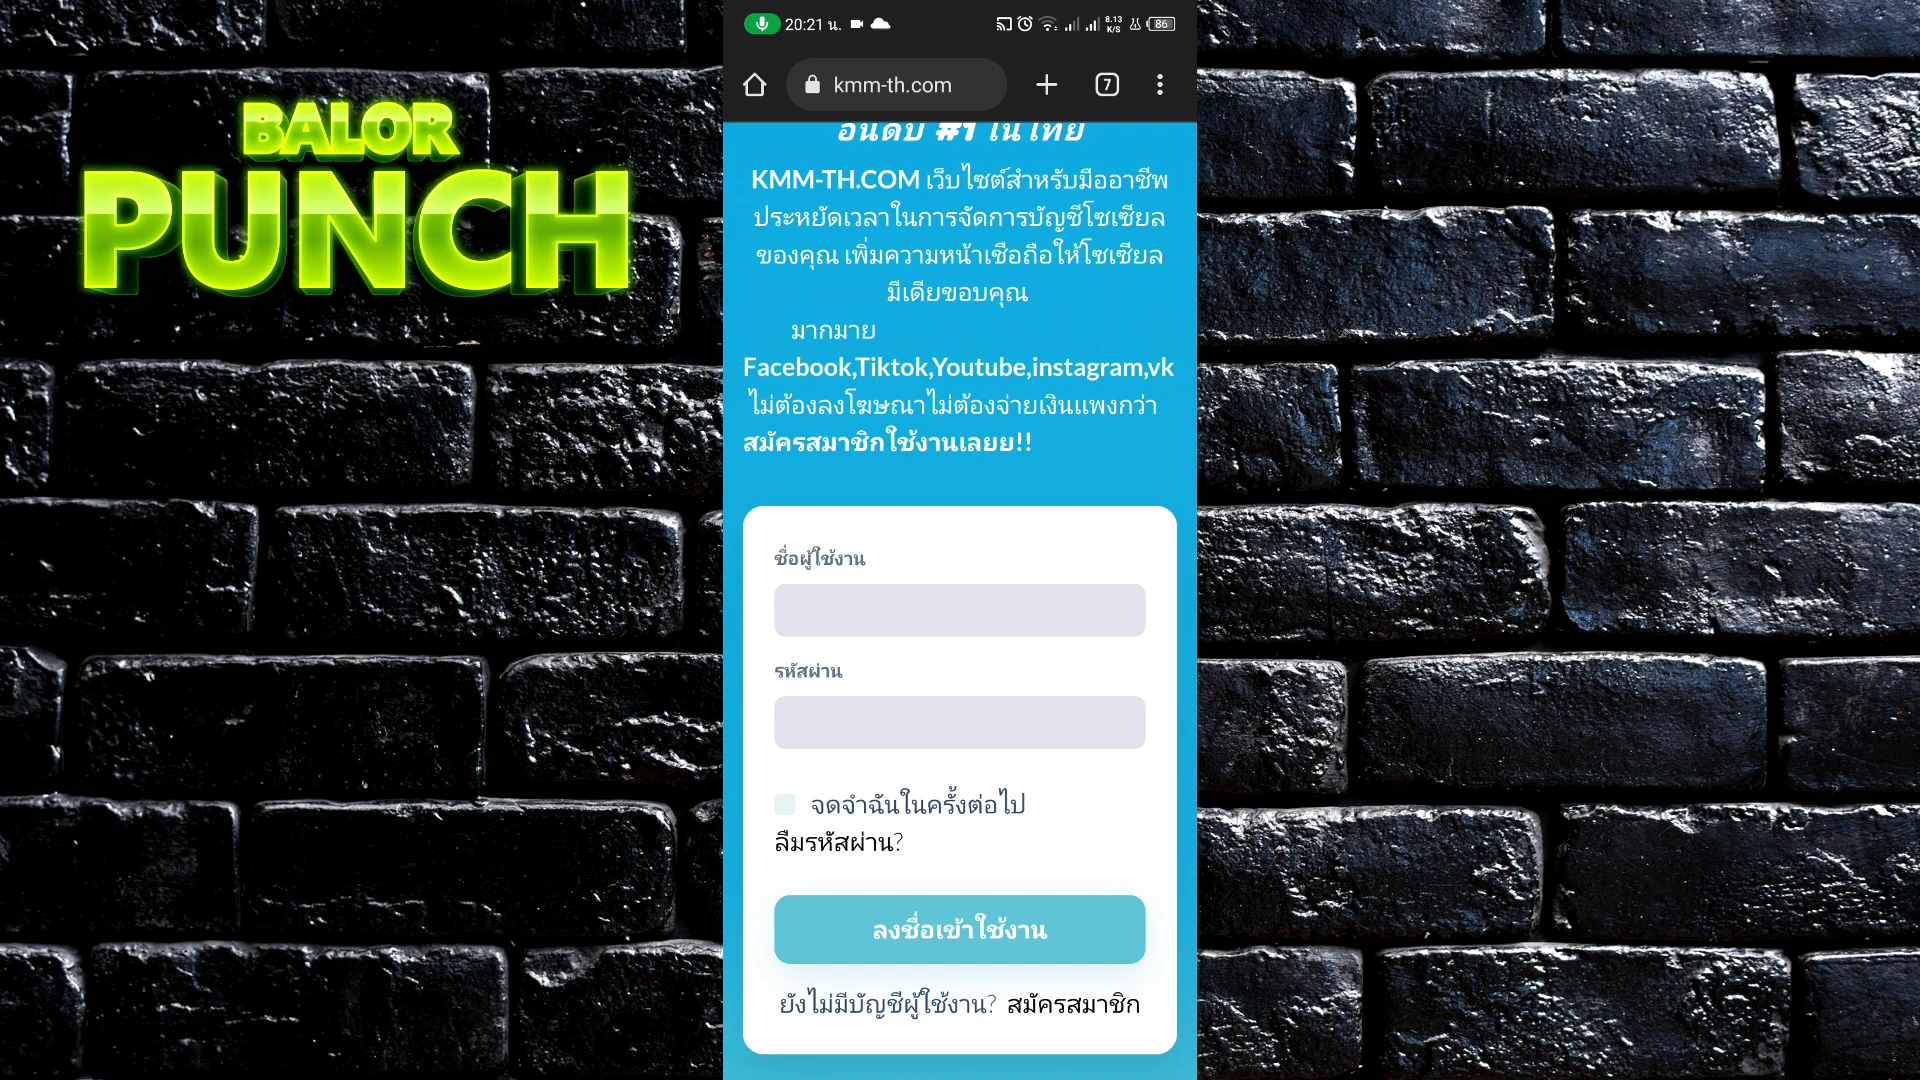 BALOR
PUNCH
20:21 น.
8.13
K/S
86
kmm-th.com
7
อันดับ #1 ในไทย
KMM-TH.COM เว็บไซต์สำหรับมืออาชีพ
ประหยัดเวลาในการจัดการบัญชีโซเซียล
ของคุณ เพิ่มความหน้าเชือถือให้โซเซียล
มีเดียขอบคุณ
มากมาย
Facebook,Tiktok,Youtube,instagram,vk
ไม่ต้องลงโฆษณาไม่ต้องจ่ายเงินแพงกว่า
สมัครสมาชิกใช้งานเลยย!!
ชื่อผู้ใช้งาน
รหัสผ่าน
จดจำฉันในครั้งต่อไป
ลืมรหัสผ่าน?
ลงชื่อเข้าใช้งาน
ยังไม่มีบัญชีผู้ใช้งาน? สมัครสมาชิก